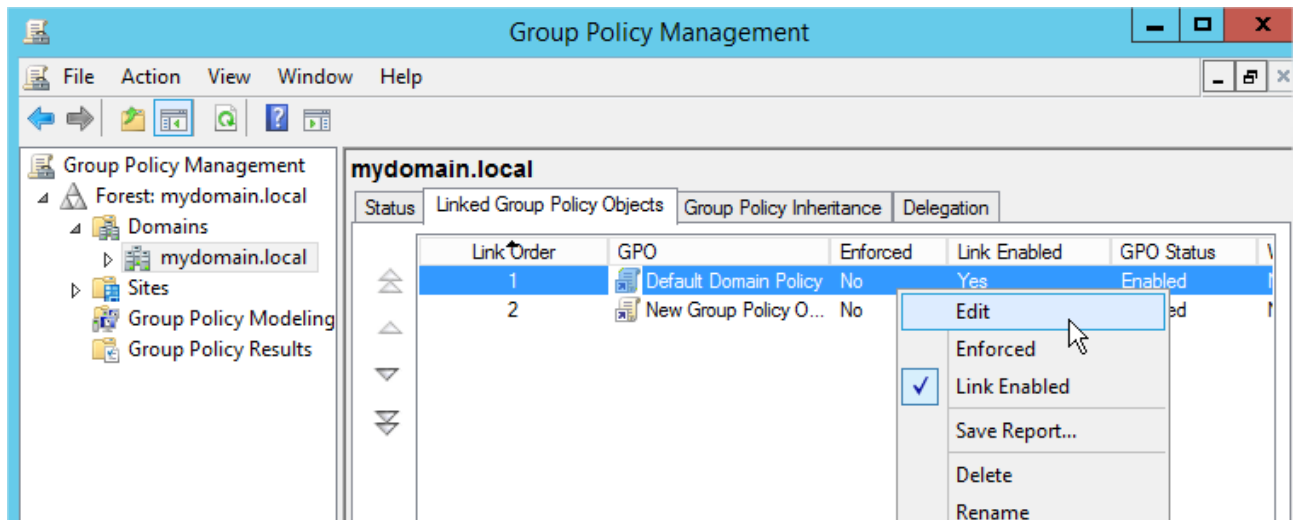 Group Policy Management
File Action View Window Help
Group Policy Management
Forest: mydomain.local
Domains
mydomain.local
Sites
Group Policy Modeling
Group Policy Results
mydomain.local
Status Linked Group Policy Objects Group Policy Inheritance Delegation
Link Order GPO Enforced Link Enabled GPO Status
1 Default Domain Policy No Yes Enabled
2 New Group Policy O... No
Edit
Enforced
Link Enabled
Save Report...
Delete
Rename